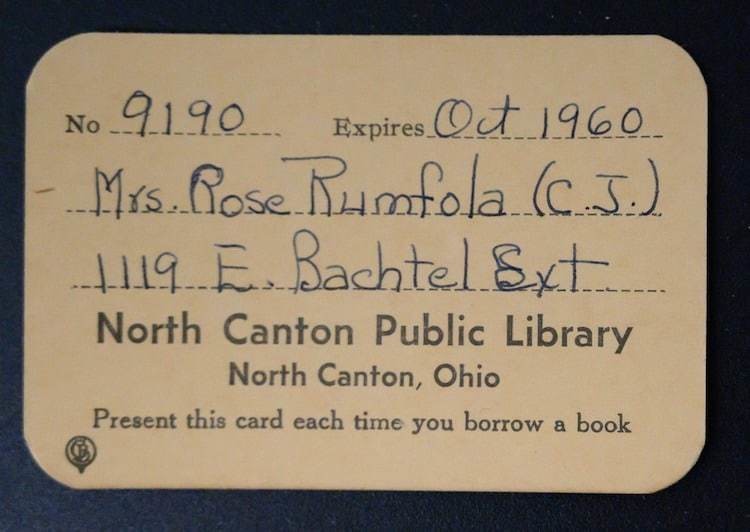 No 9190 Expires Oct 1960
Mrs. Rose Rumfola (C.J.)
1119 E. Bachtel Ext
North Canton Public Library
North Canton, Ohio
Present this card each time you borrow a book